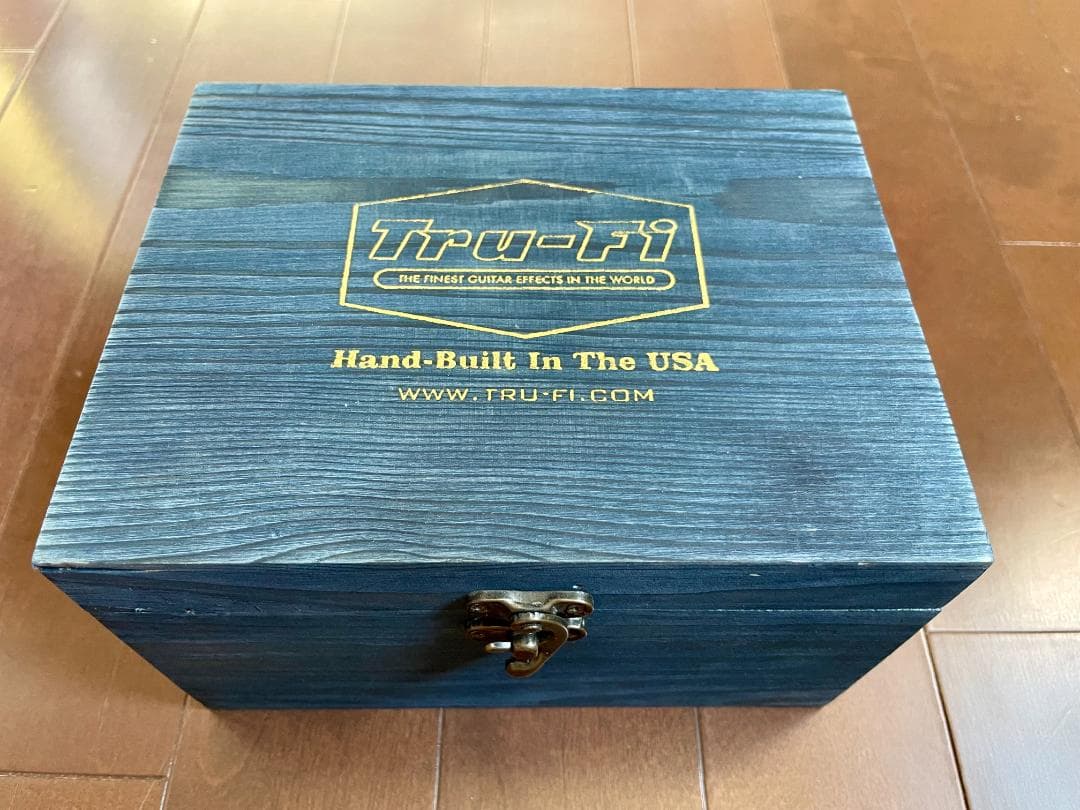 Tru-Fi
THE FINEST GUITAR EFFECTS IN THE WORLD
Hand-Built In The USA
WWW.TRU-FI.COM